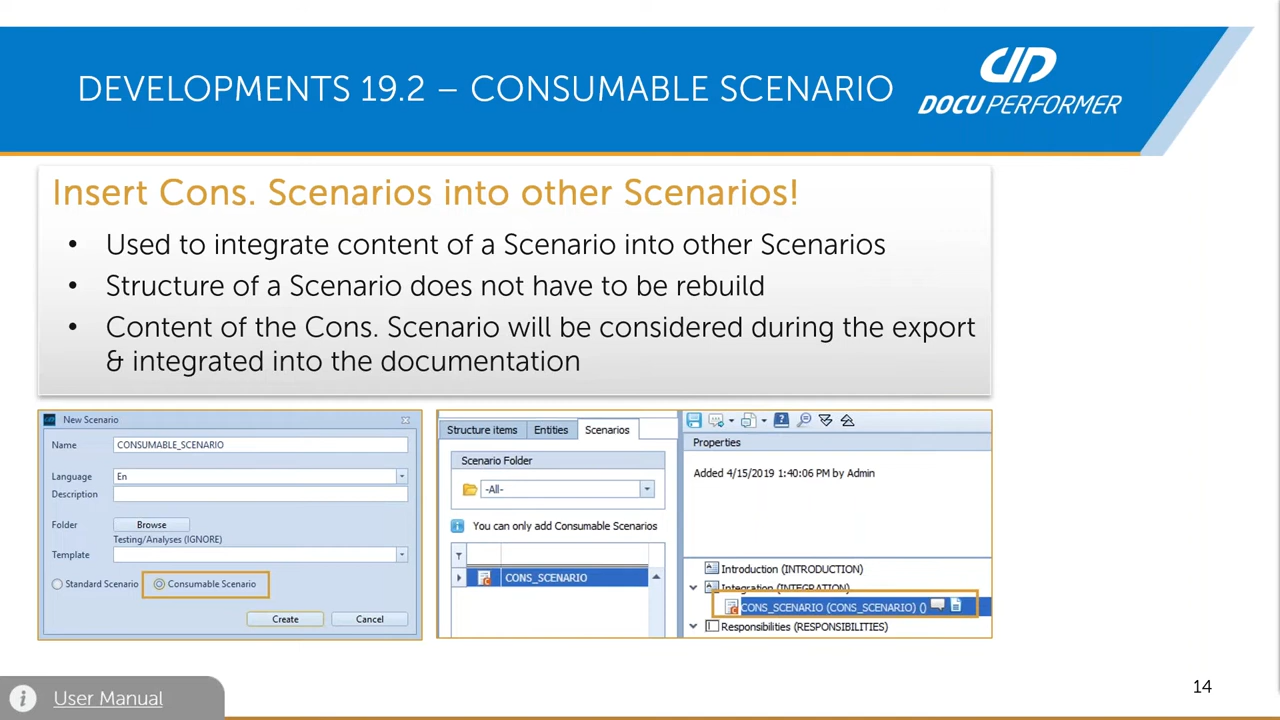 DEVELOPMENTS 19.2 – CONSUMABLE SCENARIO
DOCU PERFORMER
Insert Cons. Scenarios into other Scenarios!
• Used to integrate content of a Scenario into other Scenarios
• Structure of a Scenario does not have to be rebuild
• Content of the Cons. Scenario will be considered during the export
& integrated into the documentation
New Scenario
Name CONSUMABLE_SCENARIO
Language En
Description
Folder Browse
Testing/Analyses (IGNORE)
Template
Standard Scenario Consumable Scenario
Create Cancel
Structure items Entities Scenarios
Scenario Folder
-All-
You can only add Consumable Scenarios
CONS_SCENARIO
Properties
Added 4/15/2019 1:40:06 PM by Admin
Introduction (INTRODUCTION)
Integration (INTEGRATION)
CONS_SCENARIO (CONS_SCENARIO) ()
Responsibilities (RESPONSIBILITIES)
User Manual
14